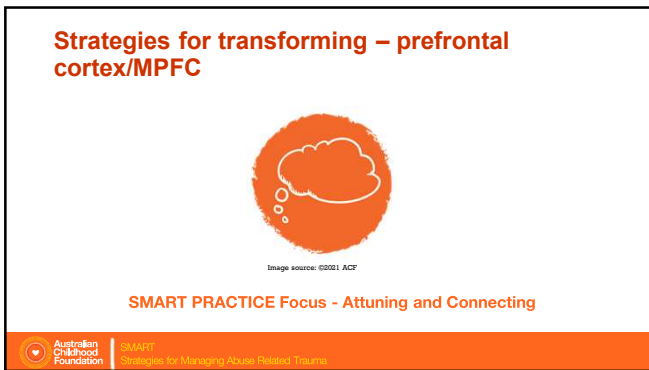 Strategies for transforming – prefrontal
cortex/MPFC
Image source: ©2021 ACF
SMART PRACTICE Focus - Attuning and Connecting
Australian
Childhood
Foundation
SMART
Strategies for Managing Abuse Related Trauma